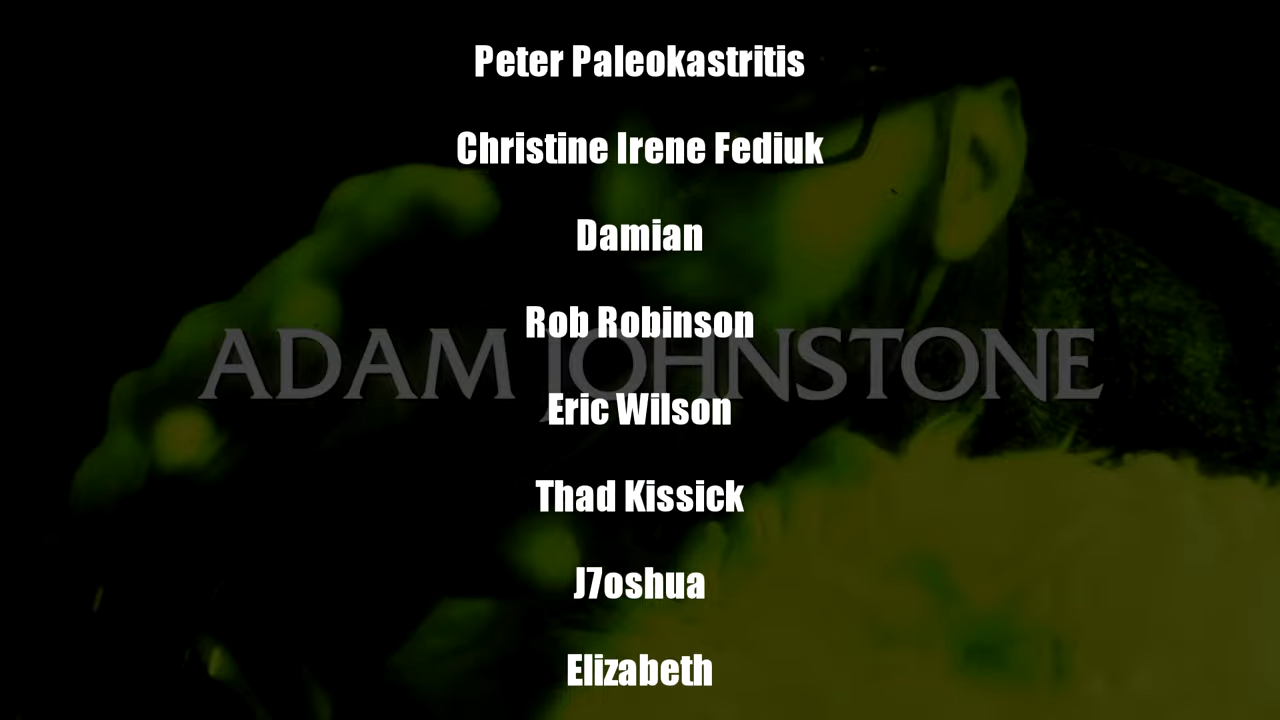 Peter Paleokastritis
Christine Irene Fediuk
Damian
Rob Robinson
ADAM JOHNSTONE
Eric Wilson
Thad Kissick
J7oshua
Elizabeth